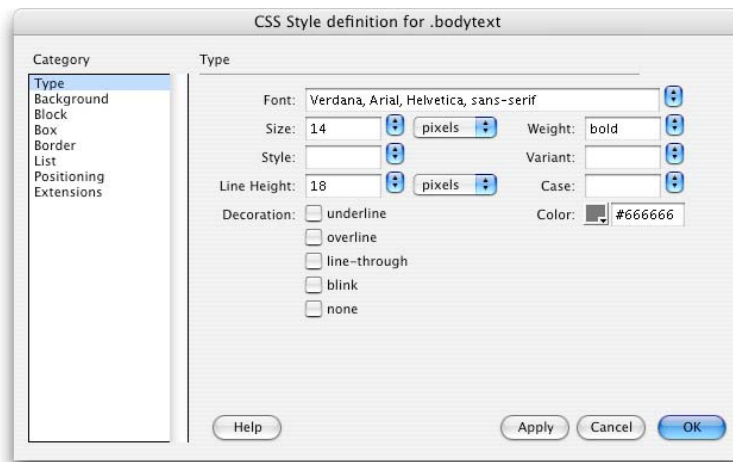 CSS Style definition for .bodytext
Category
Type
Background
Block
Box
Border
List
Positioning
Extensions
Type
Font: Verdana, Arial, Helvetica, sans-serif
Size: 14 pixels Weight: bold
Style: Variant:
Line Height: 18 pixels Case:
Decoration: underline Color: #666666
overline
line-through
blink
none
Help Apply Cancel OK